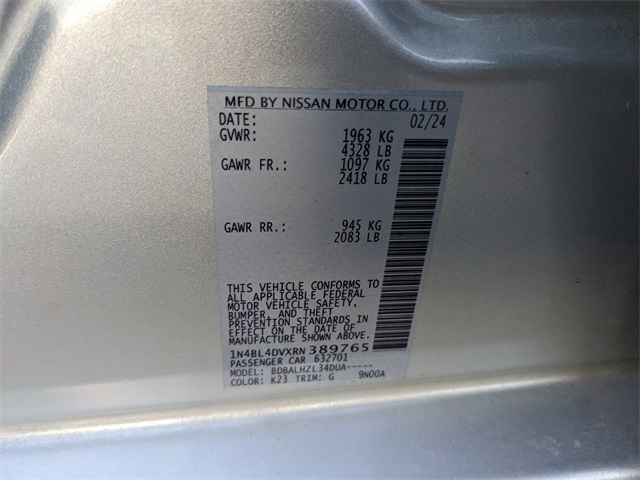 MFD BY NISSAN MOTOR CO., LTD.
DATE: 02/24
GVWR: 1963 KG
4328 LB
GAWR FR.: 1097 KG
2418 LB
GAWR RR.: 945 KG
2083 LB
THIS VEHICLE CONFORMS TO
ALL APPLICABLE FEDERAL
MOTOR VEHICLE SAFETY,
BUMPER, AND THEFT
PREVENTION STANDARDS IN
EFFECT ON THE DATE OF
MANUFACTURE SHOWN ABOVE.
1N4BL4DVXRN389765
PASSENGER CAR 632701
MODEL: BDBALHZL34DUA-----
COLOR: K23 TRIM: G 9N00A